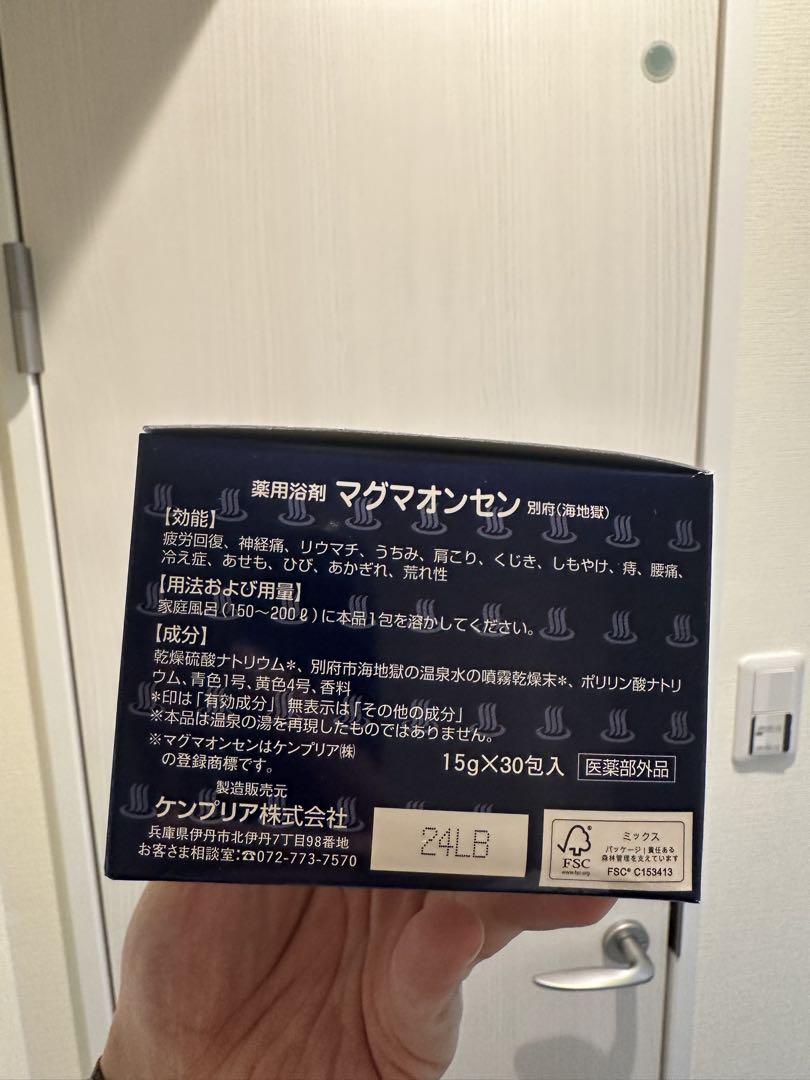 薬用浴剤 マグマオンセン 別府(海地獄)
【効能】
疲労回復、神経痛、リウマチ、うちみ、肩こり、くじき、しもやけ、痔、腰痛、
冷え症、あせも、ひび、あかぎれ、荒れ性
【用法および用量】
家庭風呂(150〜200ℓ)に本品1包を溶かしてください。
【成分】
乾燥硫酸ナトリウム*、別府市海地獄の温泉水の噴霧乾燥末*、ポリリン酸ナトリ
ウム、青色1号、黄色4号、香料
*印は「有効成分」 無表示は「その他の成分」
※本品は温泉の湯を再現したものではありません。
※マグマオンセンはケンプリア㈱
の登録商標です。
15g×30包入 医薬部外品
製造販売元
ケンプリア株式会社
兵庫県伊丹市北伊丹7丁目98番地
お客さま相談室:☎072-773-7570
24LB
FSC
www.fsc.org
ミックス
パッケージ|責任ある
森林管理を支えています
FSC® C153413